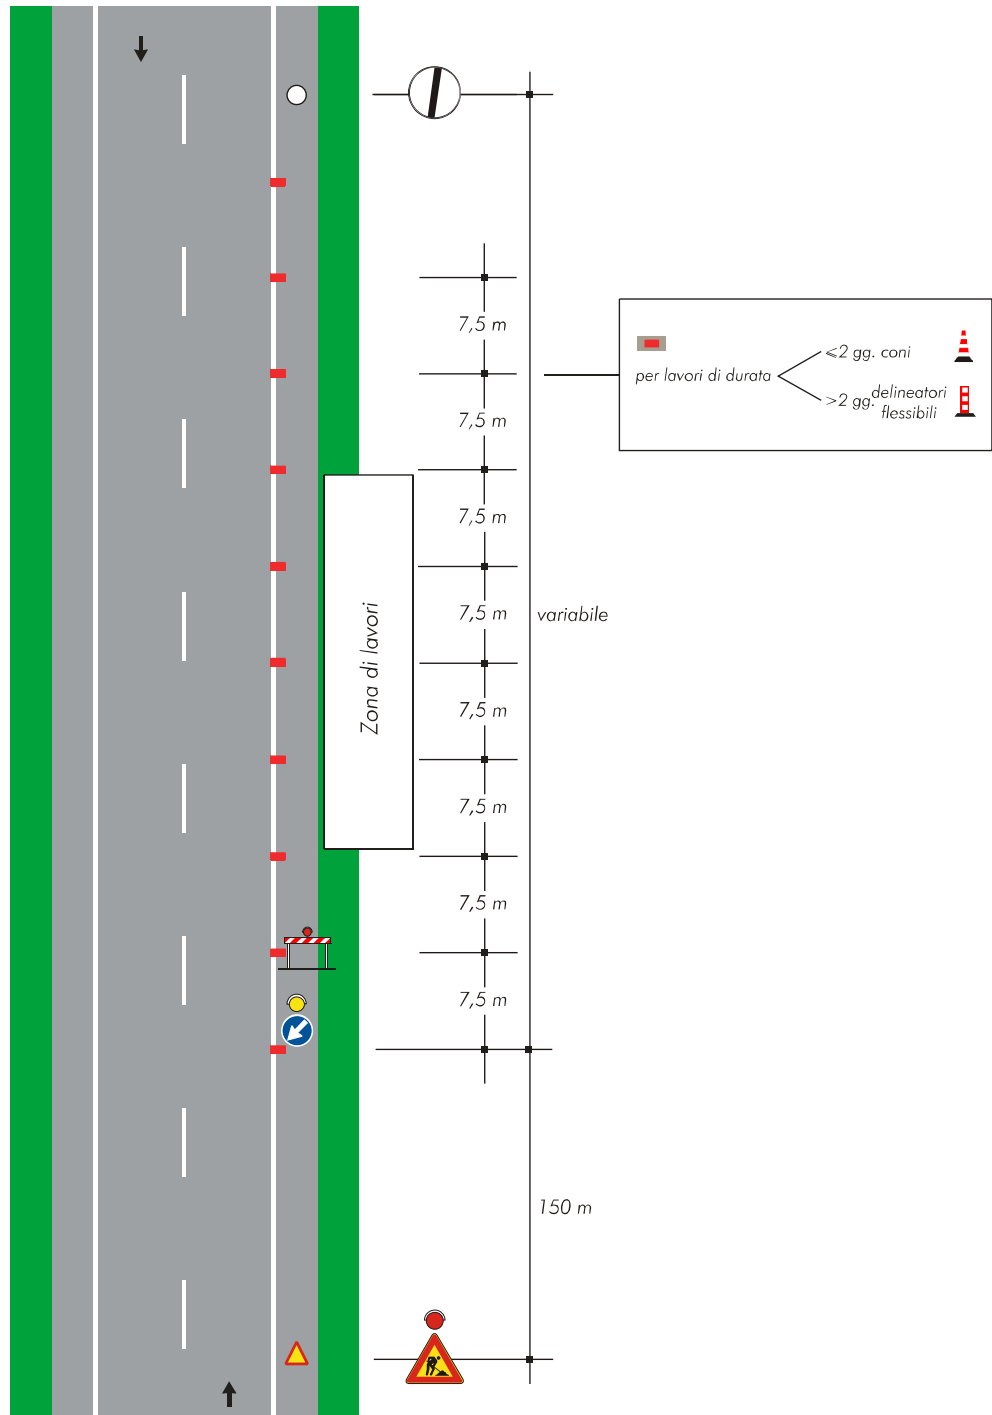 7,5 m
≤2 gg. coni
per lavori di durata
>2 gg. delineatori
flessibili
7,5 m
7,5 m
7,5 m
variabile
Zona di lavori
7,5 m
7,5 m
7,5 m
7,5 m
150 m